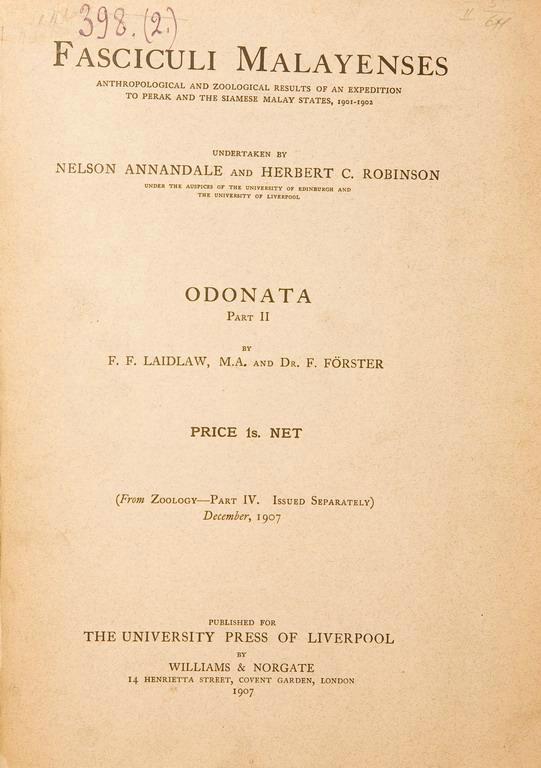 398.(2.)
FASCICULI MALAYENSES
ANTHROPOLOGICAL AND ZOOLOGICAL RESULTS OF AN EXPEDITION
TO PERAK AND THE SIAMESE MALAY STATES, 1901-1902
UNDERTAKEN BY
NELSON ANNANDALE AND HERBERT C. ROBINSON
UNDER THE AUSPICES OF THE UNIVERSITY OF EDINBURGH AND
THE UNIVERSITY OF LIVERPOOL
ODONATA
PART II
BY
F. F. LAIDLAW, M.A. AND DR. F. FÖRSTER
PRICE 1s. NET
(From ZOOLOGY—PART IV. ISSUED SEPARATELY)
December, 1907
PUBLISHED FOR
THE UNIVERSITY PRESS OF LIVERPOOL
BY
WILLIAMS & NORGATE
14 HENRIETTA STREET, COVENT GARDEN, LONDON
1907